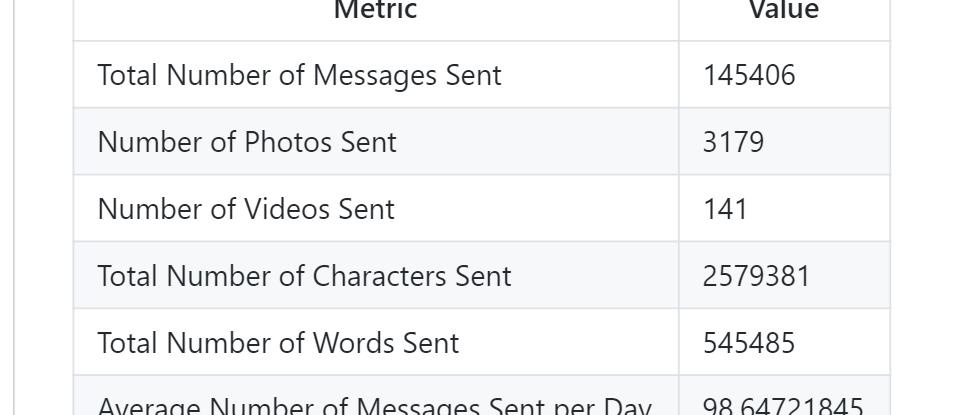 Metric Value
Total Number of Messages Sent 145406
Number of Photos Sent 3179
Number of Videos Sent 141
Total Number of Characters Sent 2579381
Total Number of Words Sent 545485
Average Number of Messages Sent per Day 98.64721845